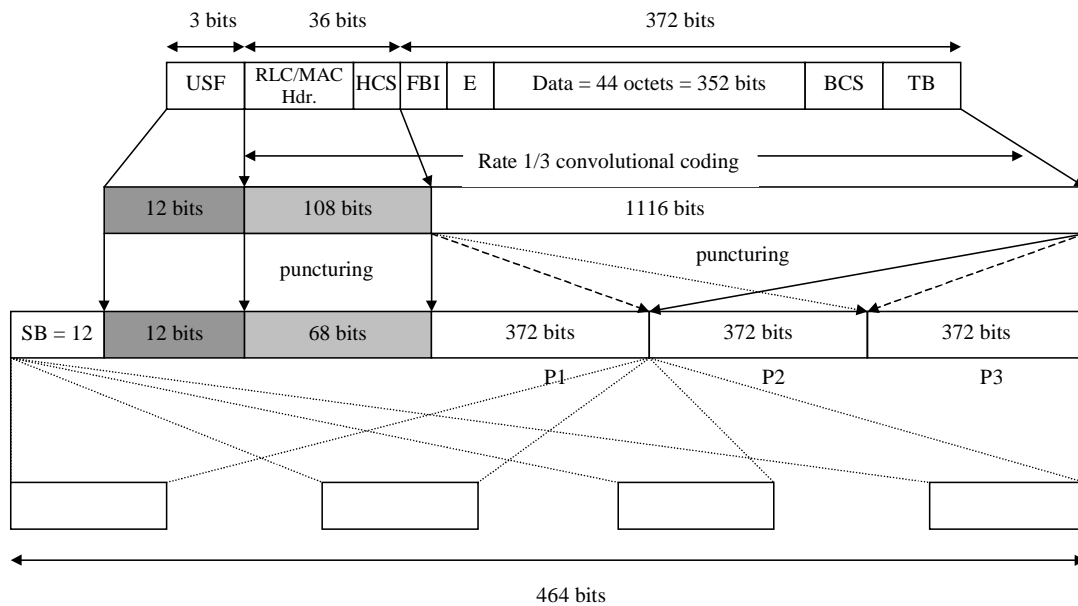 3 bits
36 bits
372 bits
USF
RLC/MAC
Hdr.
HCS
FBI
E
Data = 44 octets = 352 bits
BCS
TB
Rate 1/3 convolutional coding
12 bits
108 bits
1116 bits
puncturing
puncturing
SB = 12
12 bits
68 bits
372 bits
372 bits
372 bits
P1
P2
P3
464 bits